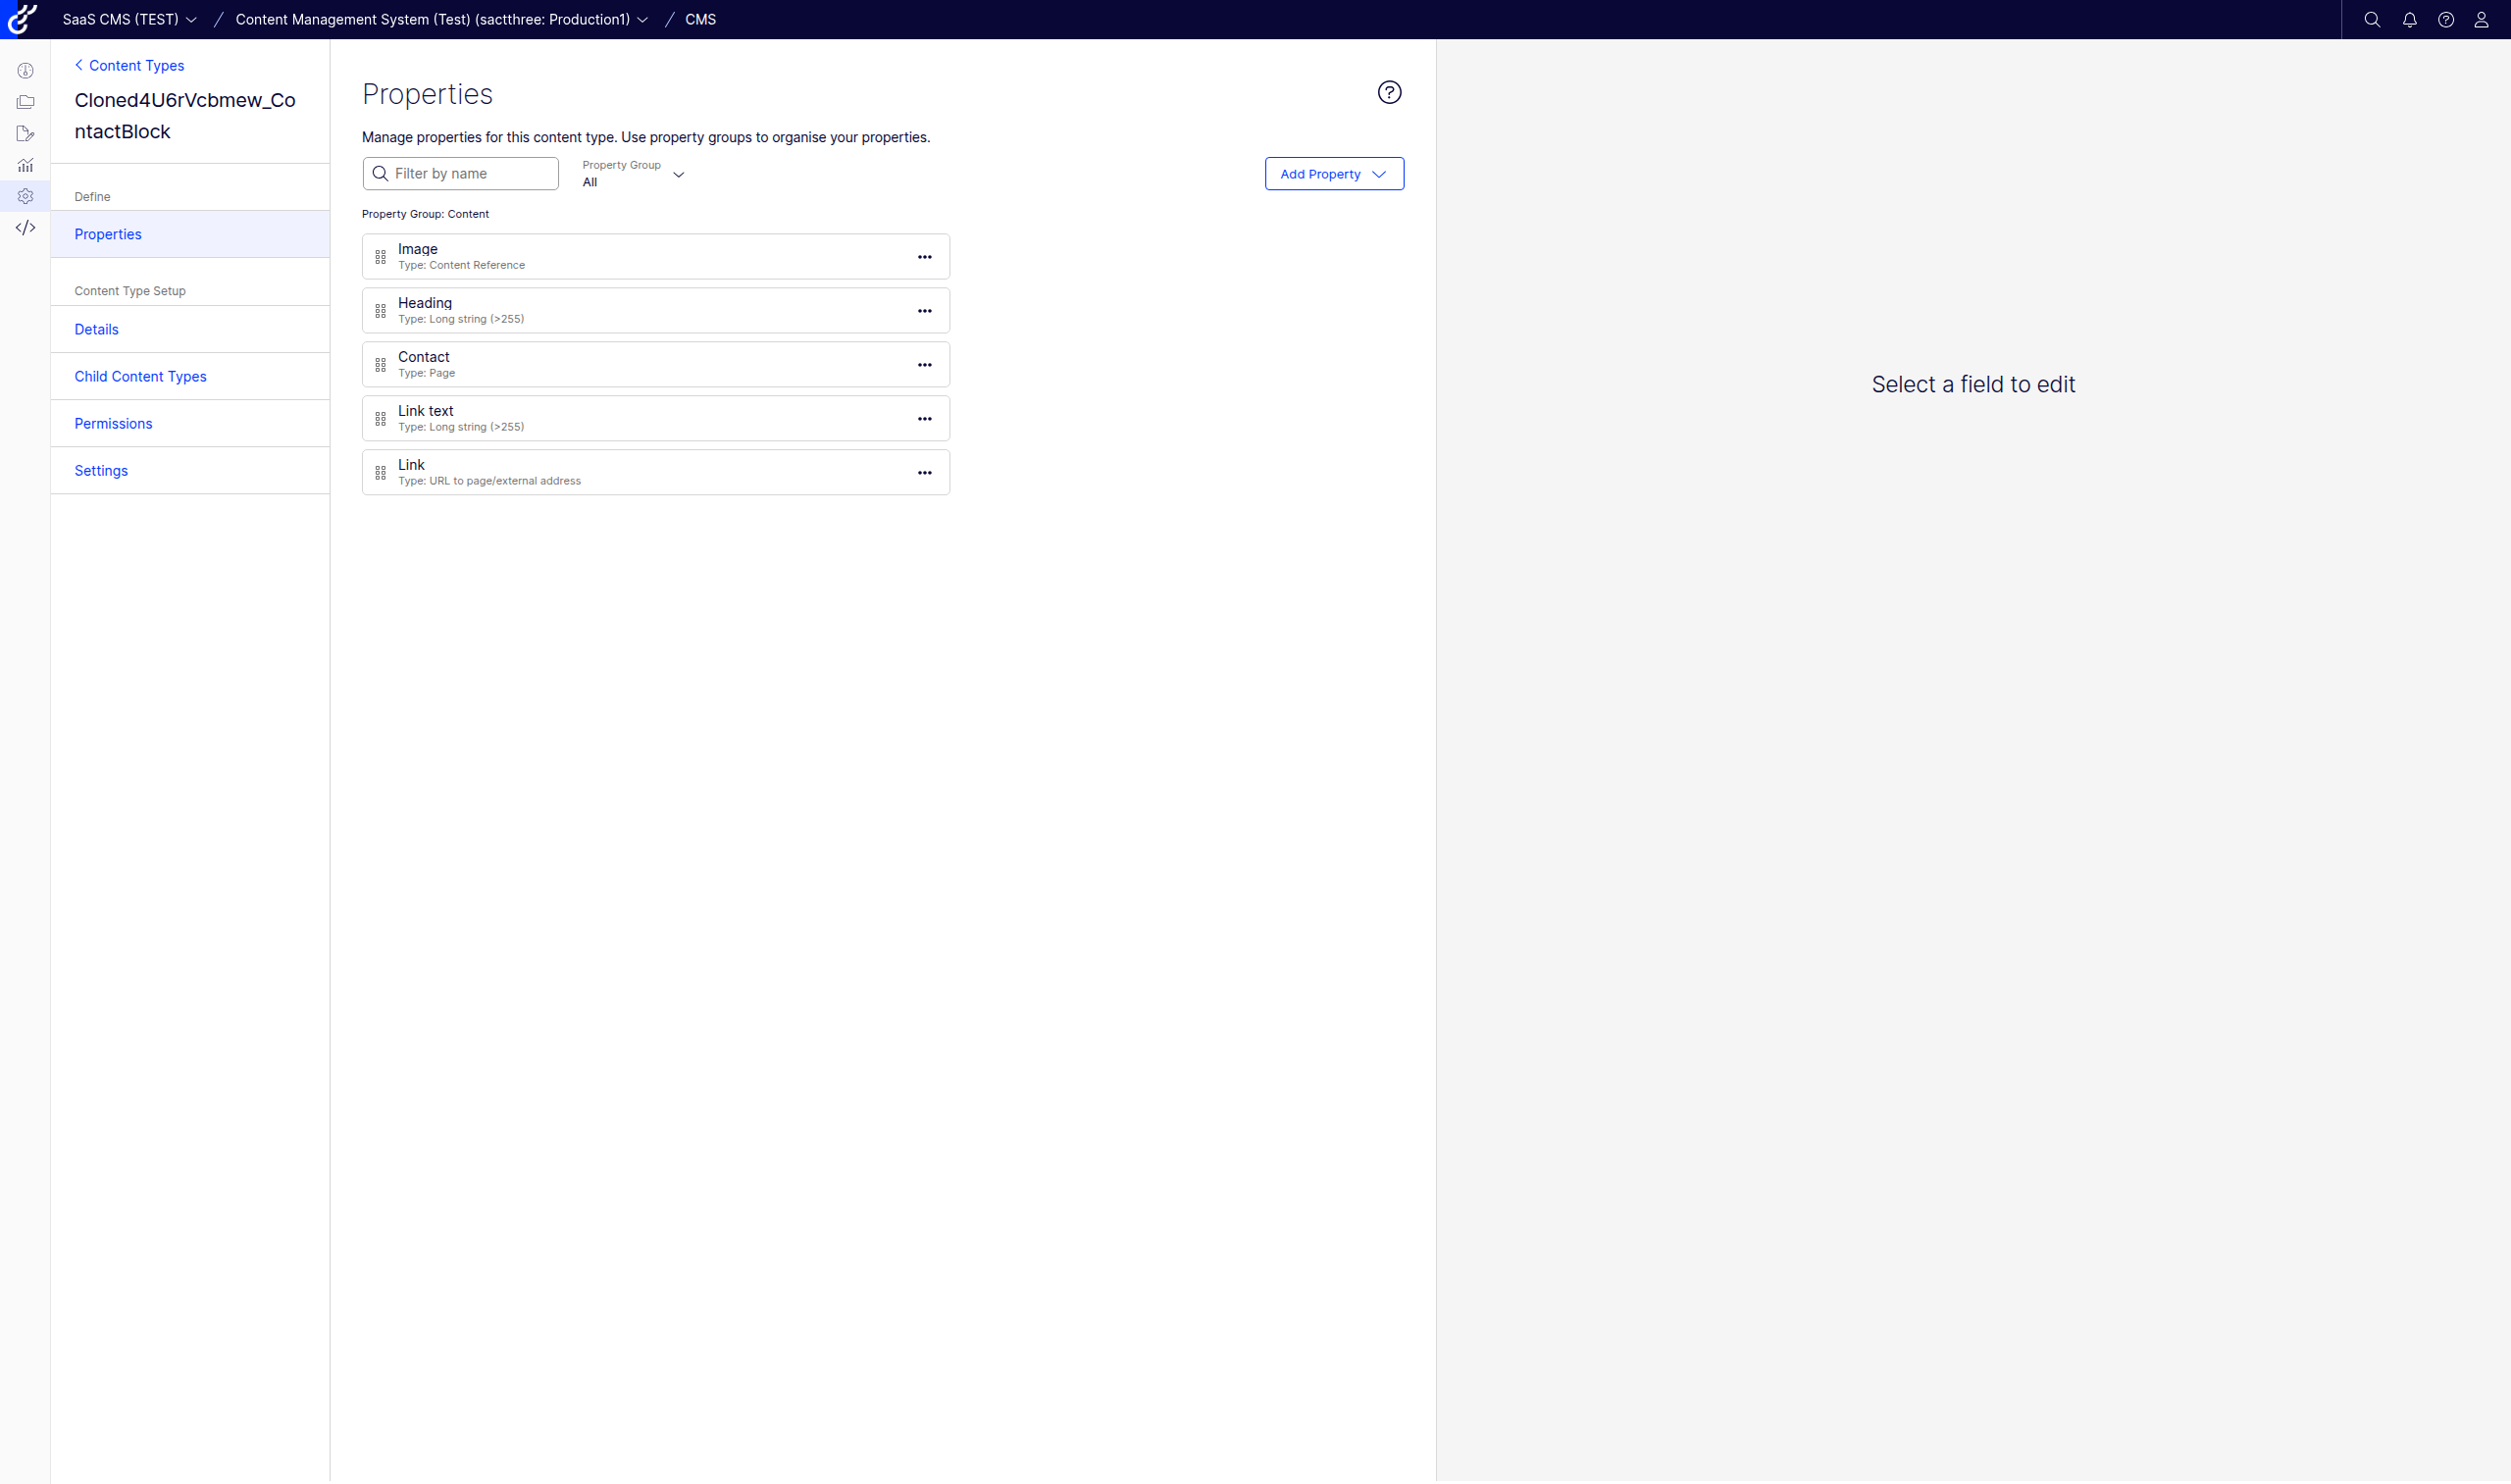 SaaS CMS (TEST) / Content Management System (Test) (sactthree: Production1) / CMS
Content Types
Cloned4U6rVcbmew_Co
ntactBlock
Define
Properties
Content Type Setup
Details
Child Content Types
Permissions
Settings
Properties
Manage properties for this content type. Use property groups to organise your properties.
Filter by name
Property Group
All
Add Property
Property Group: Content
Image
Type: Content Reference
Heading
Type: Long string (>255)
Contact
Type: Page
Link text
Type: Long string (>255)
Link
Type: URL to page/external address
Select a field to edit